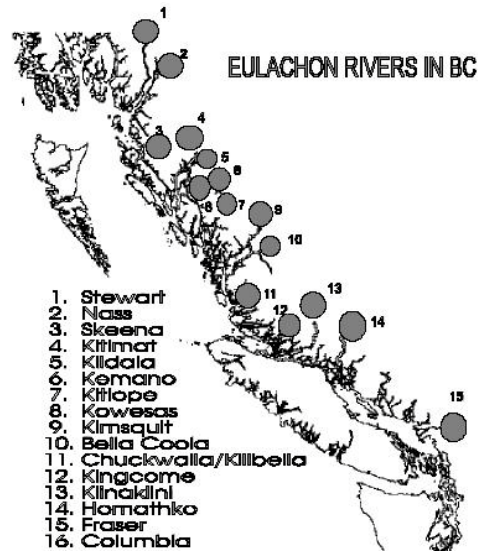 1
2
EULACHON RIVERS IN BC
4
3
5
6
8
7
9
10
11
13
12
14
15
1. Stewart
2. Nass
3. Skeena
4. Kitimat
5. Kildala
6. Kemano
7. Kitlope
8. Kowesas
9. Kimsquit
10. Bella Coola
11. Chuckwalla/Kilbella
12. Kingcome
13. Klinaklini
14. Homathko
15. Fraser
16. Columbia